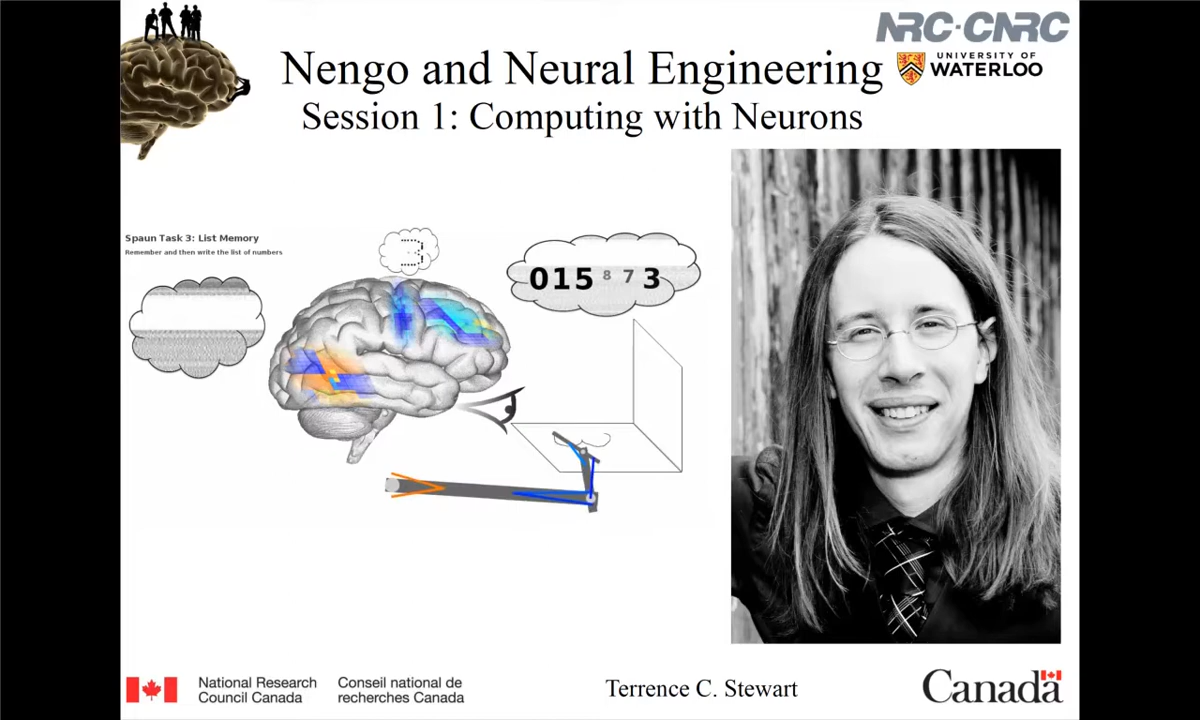 NRC·CNRC
UNIVERSITY OF
WATERLOO
Nengo and Neural Engineering
Session 1: Computing with Neurons
Spaun Task 3: List Memory
Remember and then write the list of numbers
015 8 7 3
National Research
Council Canada
Conseil national de
recherches Canada
Terrence C. Stewart
Canada